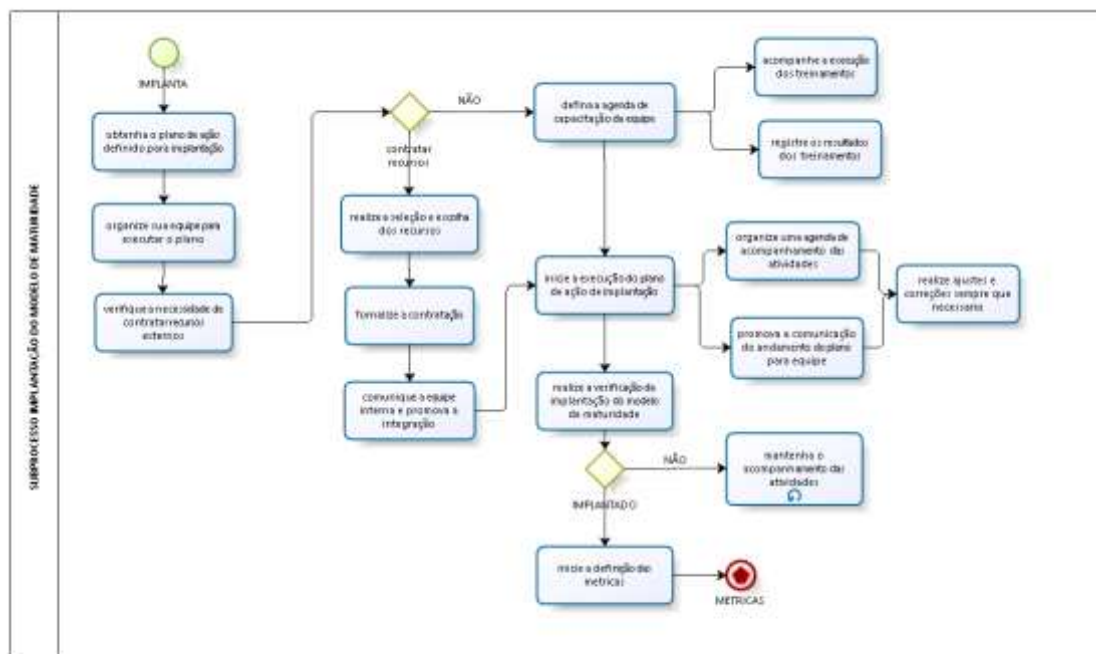 SUBPROCESSO IMPLANTAÇÃO DO MODELO DE MATURIDADE
IMPLANTA
obtenha o plano de ação
definido para implantação
organize sua equipe para
executar o plano
verifique a necessidade de
contratar recursos
externos
contratar
recursos
NÃO
realize a seleção e escolha
dos recursos
formalize a contratação
comunique a equipe
interna e promova a
integração
defina a agenda de
capacitação da equipe
acompanhe a execução
dos treinamentos
registre os resultados
dos treinamentos
inicie a execução do plano
de ação de implantação
organize uma agenda de
acompanhamento das
atividades
promova a comunicação
do andamento do plano
para equipe
realize ajustes e
correções sempre que
necessario
realize a verificação da
implantação do modelo
de maturidade
NÃO
IMPLANTADO
mantenha o
acompanhamento das
atividades
inicie a definição das
metricas
METRICAS